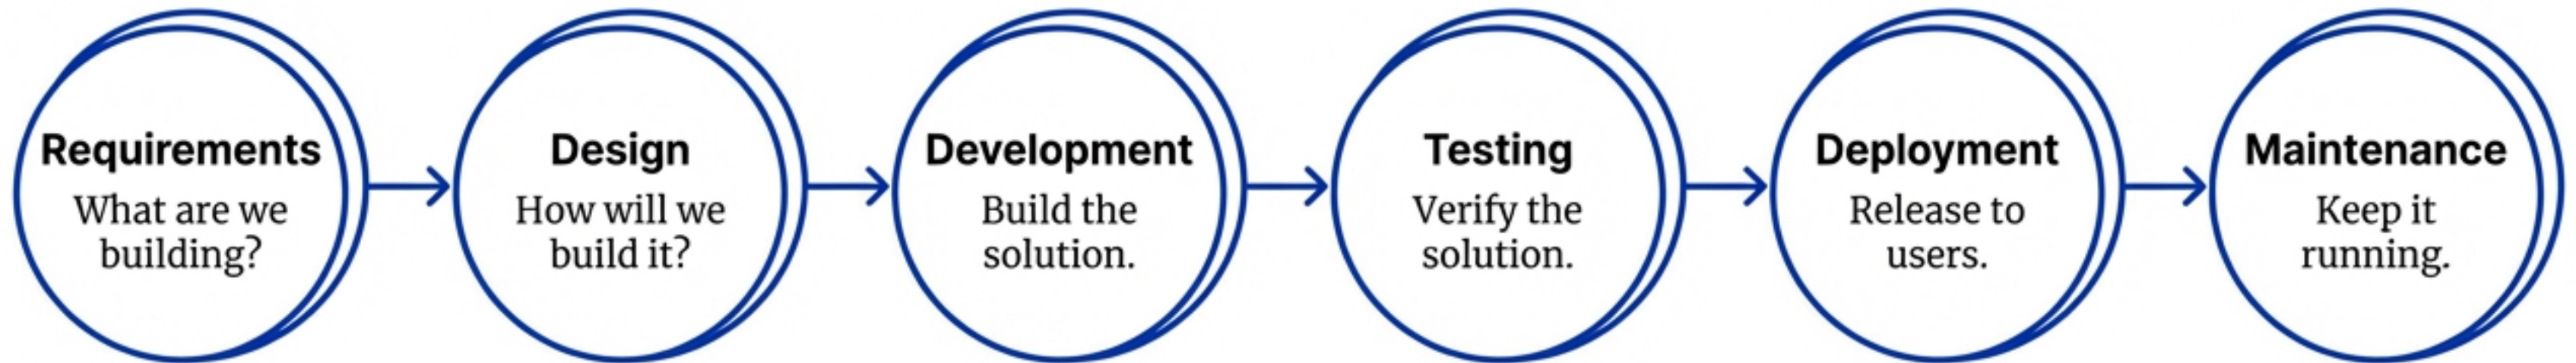 Requirements
What are we
building?
Design
How will we
build it?
Development
Build the
solution.
Testing
Verify the
solution.
Deployment
Release to
users.
Maintenance
Keep it
running.